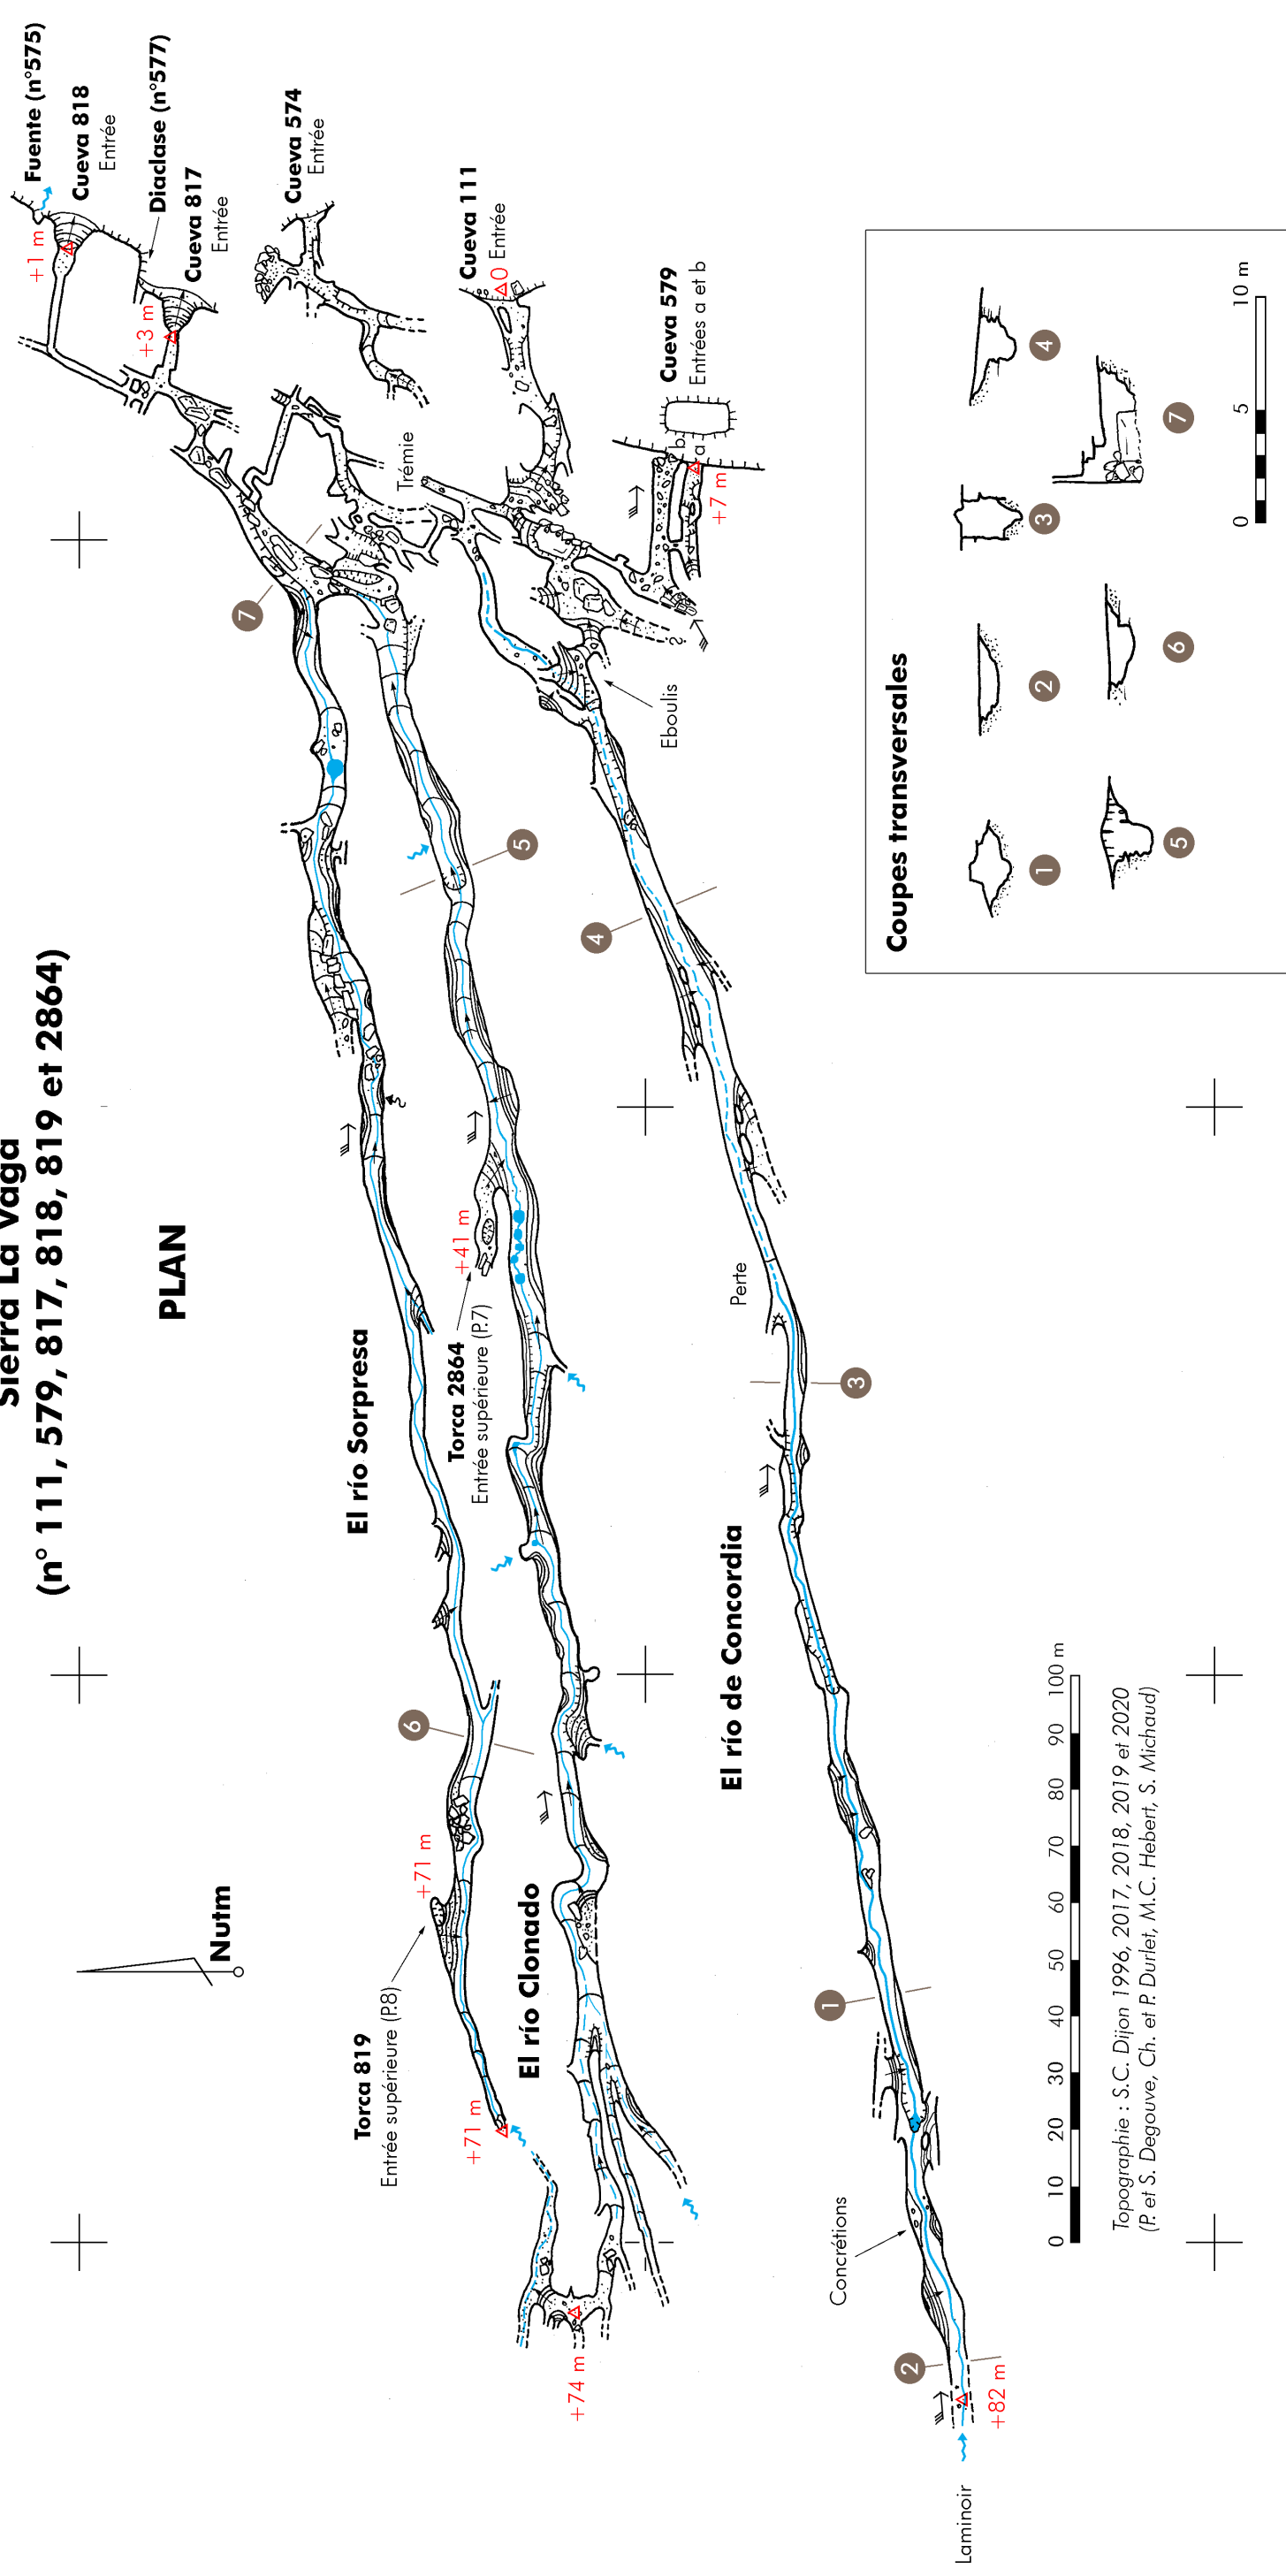 Sierra La Vaga
(n° 111, 579, 817, 818, 819 et 2864)
PLAN
Nutm
Fuente (n°575)
+1 m
Cueva 818
Entrée
Diaclase (n°577)
+3 m
Cueva 817
Entrée
Cueva 574
Entrée
Cueva 111
0 Entrée
Trémie
Cueva 579
Entrées a et b
b
a
+7 m
7
Eboulis
?
5
4
El río Sorpresa
+41 m
Torca 2864
Entrée supérieure (P.7)
Perte
3
6
El río de Concordia
+71 m
Torca 819
Entrée supérieure (P.8)
El río Clonado
+71 m
1
+74 m
Concrétions
2
+82 m
Laminoir
Coupes transversales
1
2
3
4
5
6
7
0 5 10 m
0 10 20 30 40 50 60 70 80 90 100 m
Topographie : S.C. Dijon 1996, 2017, 2018, 2019 et 2020
(P. et S. Degouve, Ch. et P. Durlet, M.C. Hebert, S. Michaud)